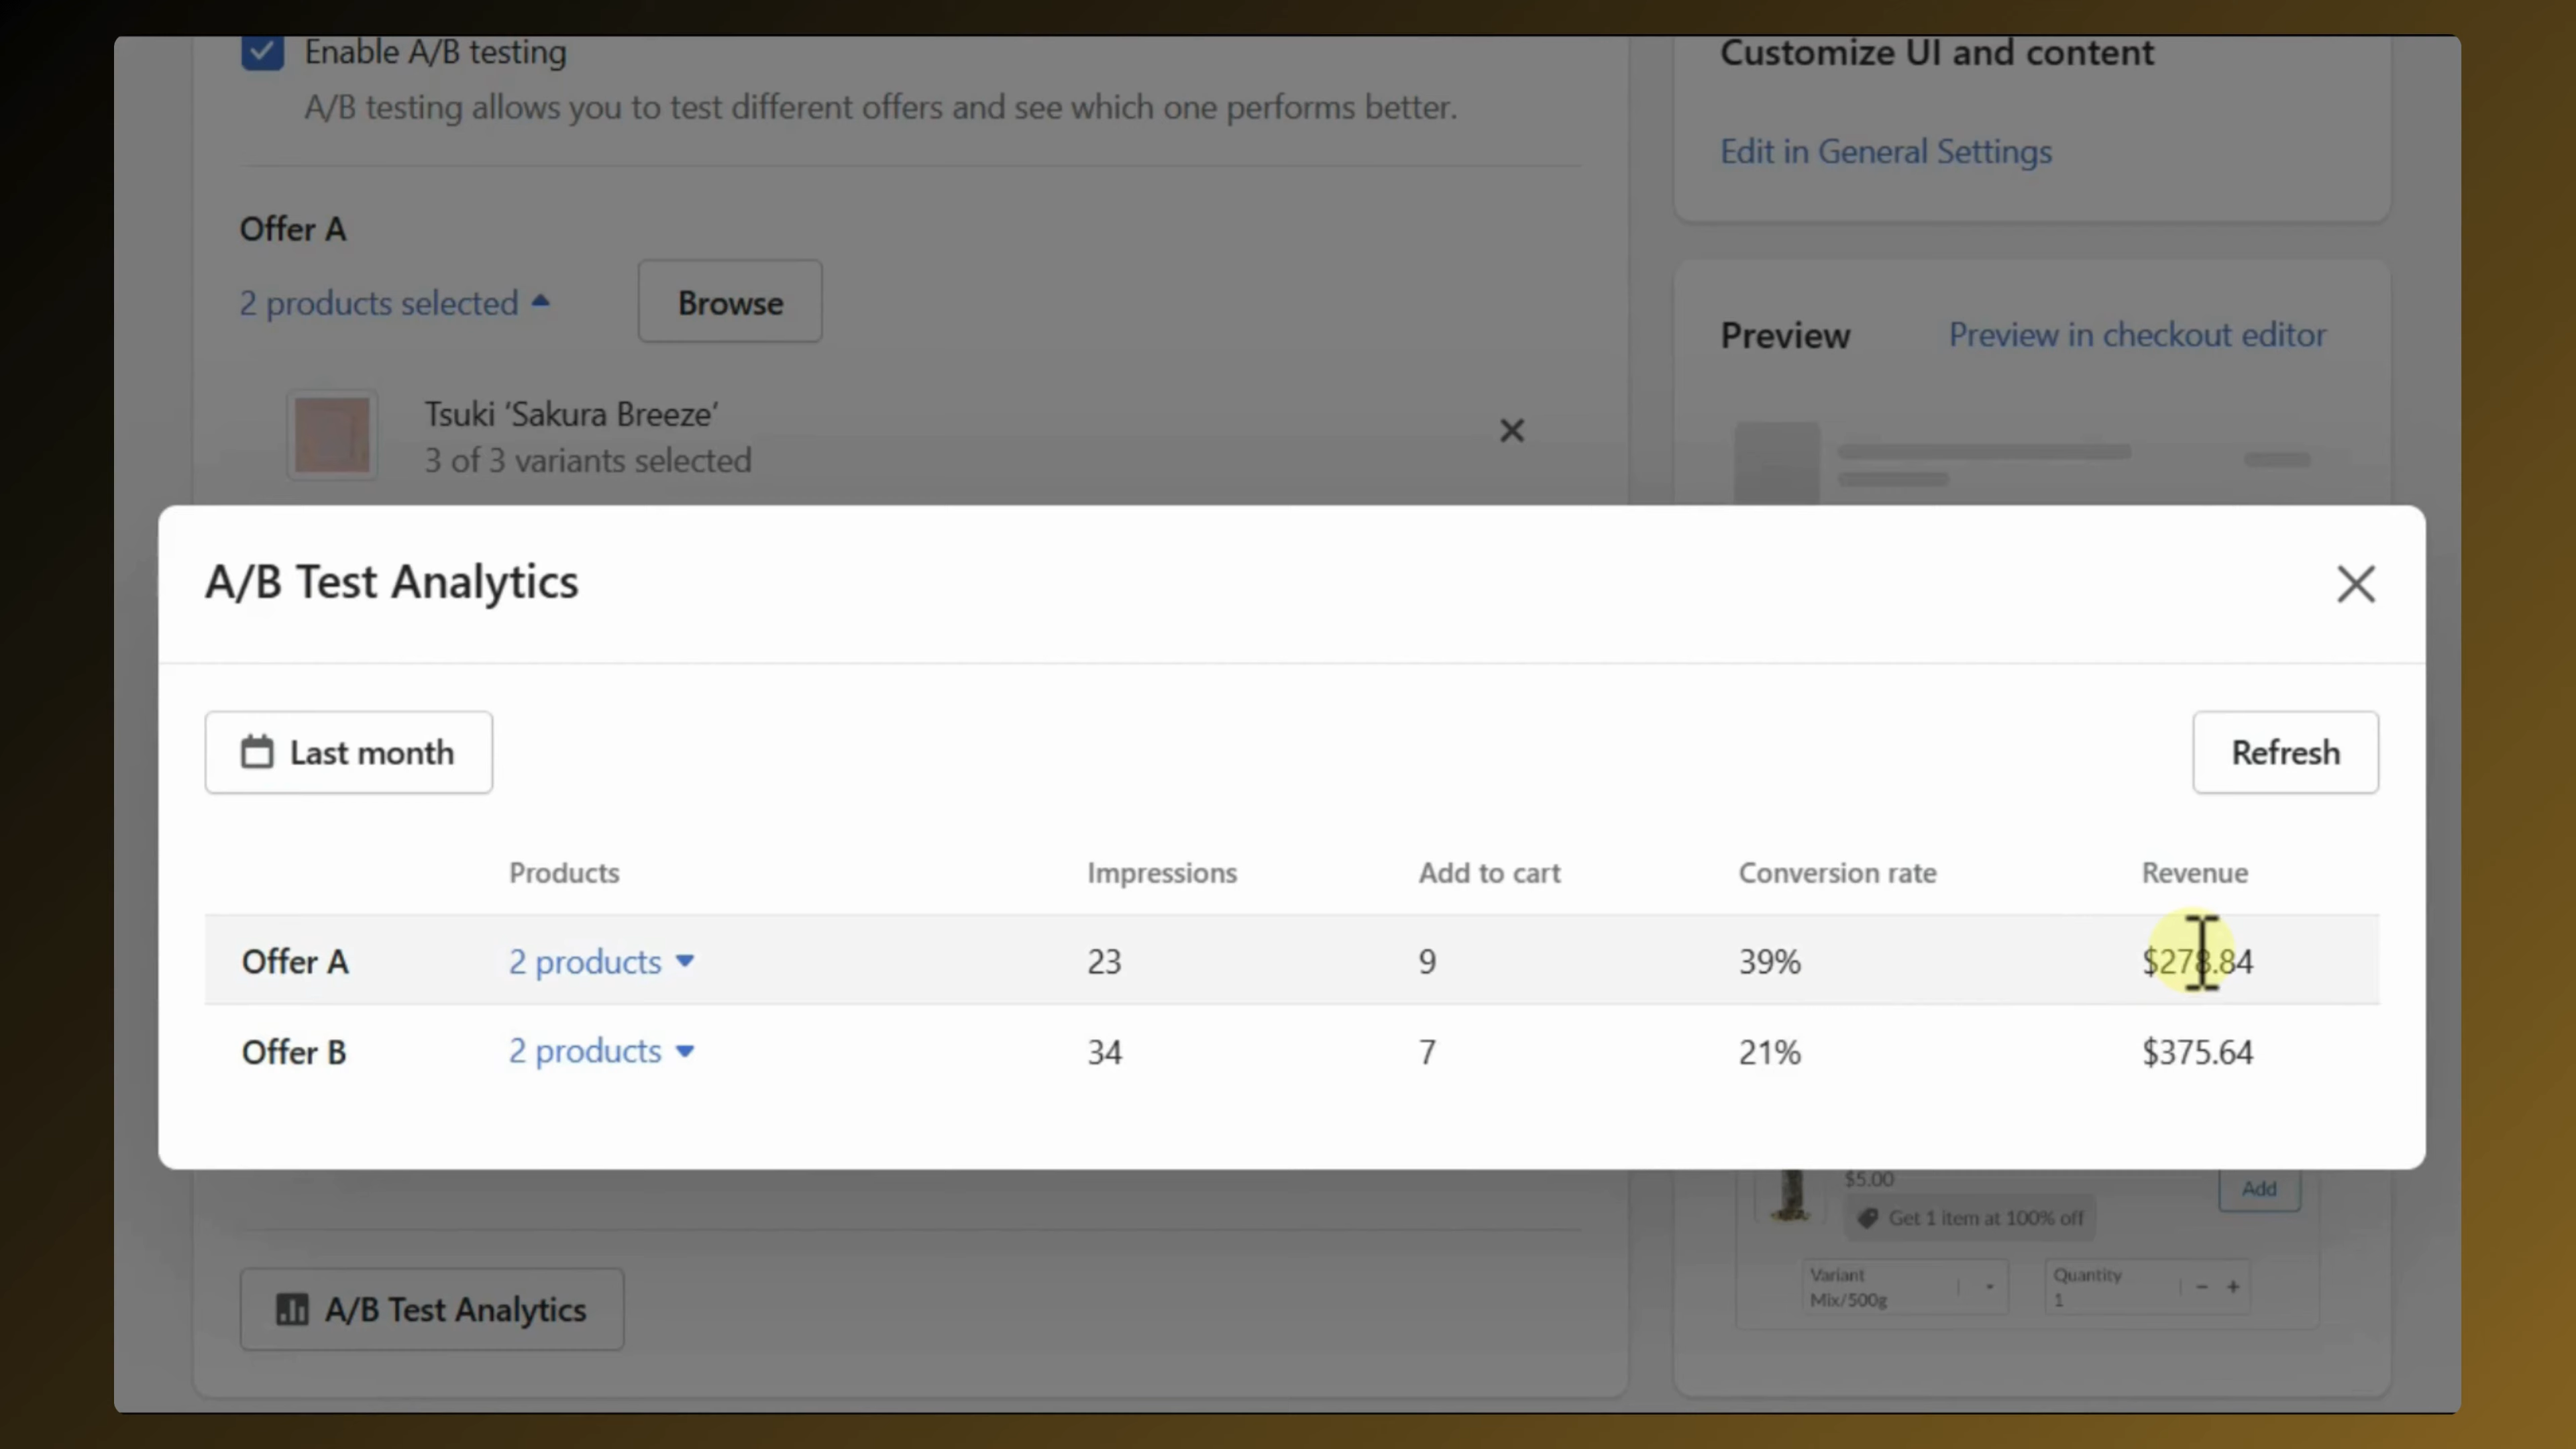 Enable A/B testing
A/B testing allows you to test different offers and see which one performs better.
Customize UI and content
Edit in General Settings
Offer A
2 products selected
Browse
Tsuki ‘Sakura Breeze’
3 of 3 variants selected
Preview
Preview in checkout editor
A/B Test Analytics
Last month
Refresh
Products Impressions Add to cart Conversion rate Revenue
Offer A 2 products 23 9 39% $278.84
Offer B 2 products 34 7 21% $375.64
$5.00
Add
Get 1 item at 100% off
Variant
Mix/500g
Quantity
1
A/B Test Analytics